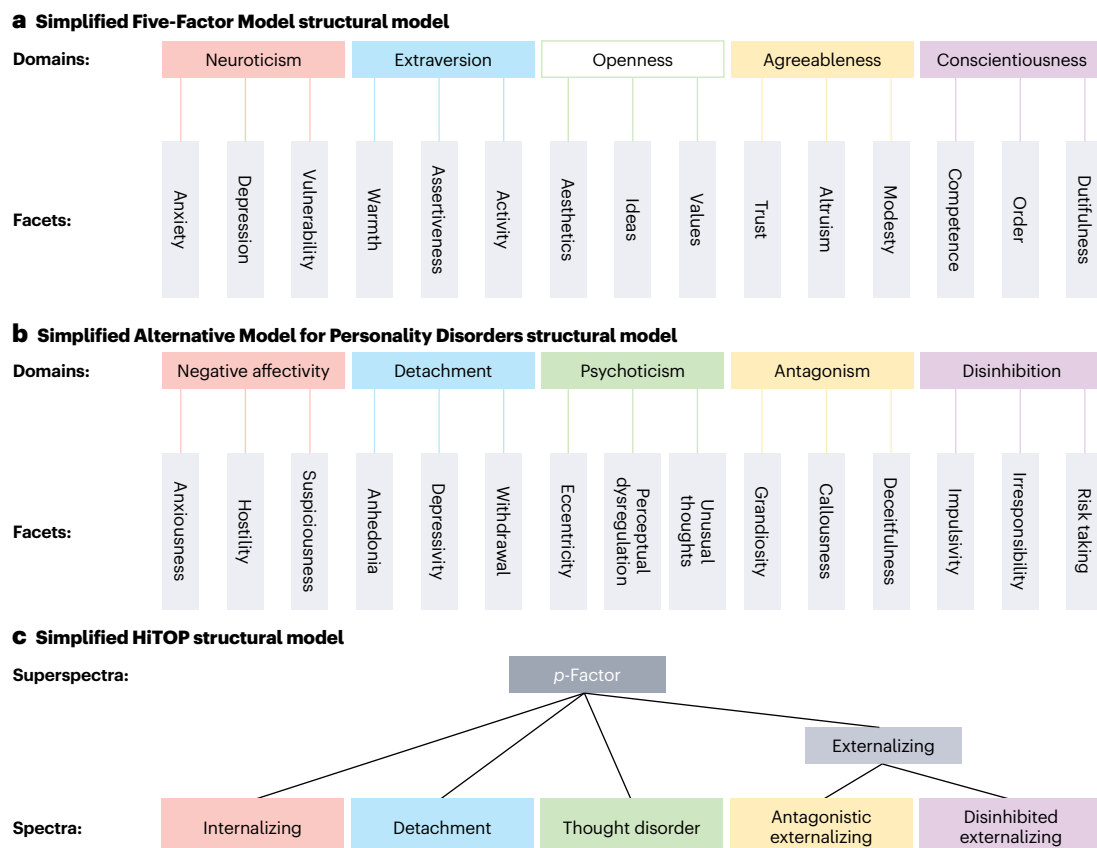 a Simplified Five-Factor Model structural model
Domains: Neuroticism Extraversion Openness Agreeableness Conscientiousness
Facets: Anxiety Depression Vulnerability Warmth Assertiveness Activity Aesthetics Ideas Values Trust Altruism Modesty Competence Order Dutifulness
b Simplified Alternative Model for Personality Disorders structural model
Domains: Negative affectivity Detachment Psychoticism Antagonism Disinhibition
Facets: Anxiousness Hostility Suspiciousness Anhedonia Depressivity Withdrawal Eccentricity Perceptual dysregulation Unusual thoughts Grandiosity Callousness Deceitfulness Impulsivity Irresponsibility Risk taking
c Simplified HiTOP structural model
Superspectra: p-Factor
Externalizing
Spectra: Internalizing Detachment Thought disorder Antagonistic externalizing Disinhibited externalizing